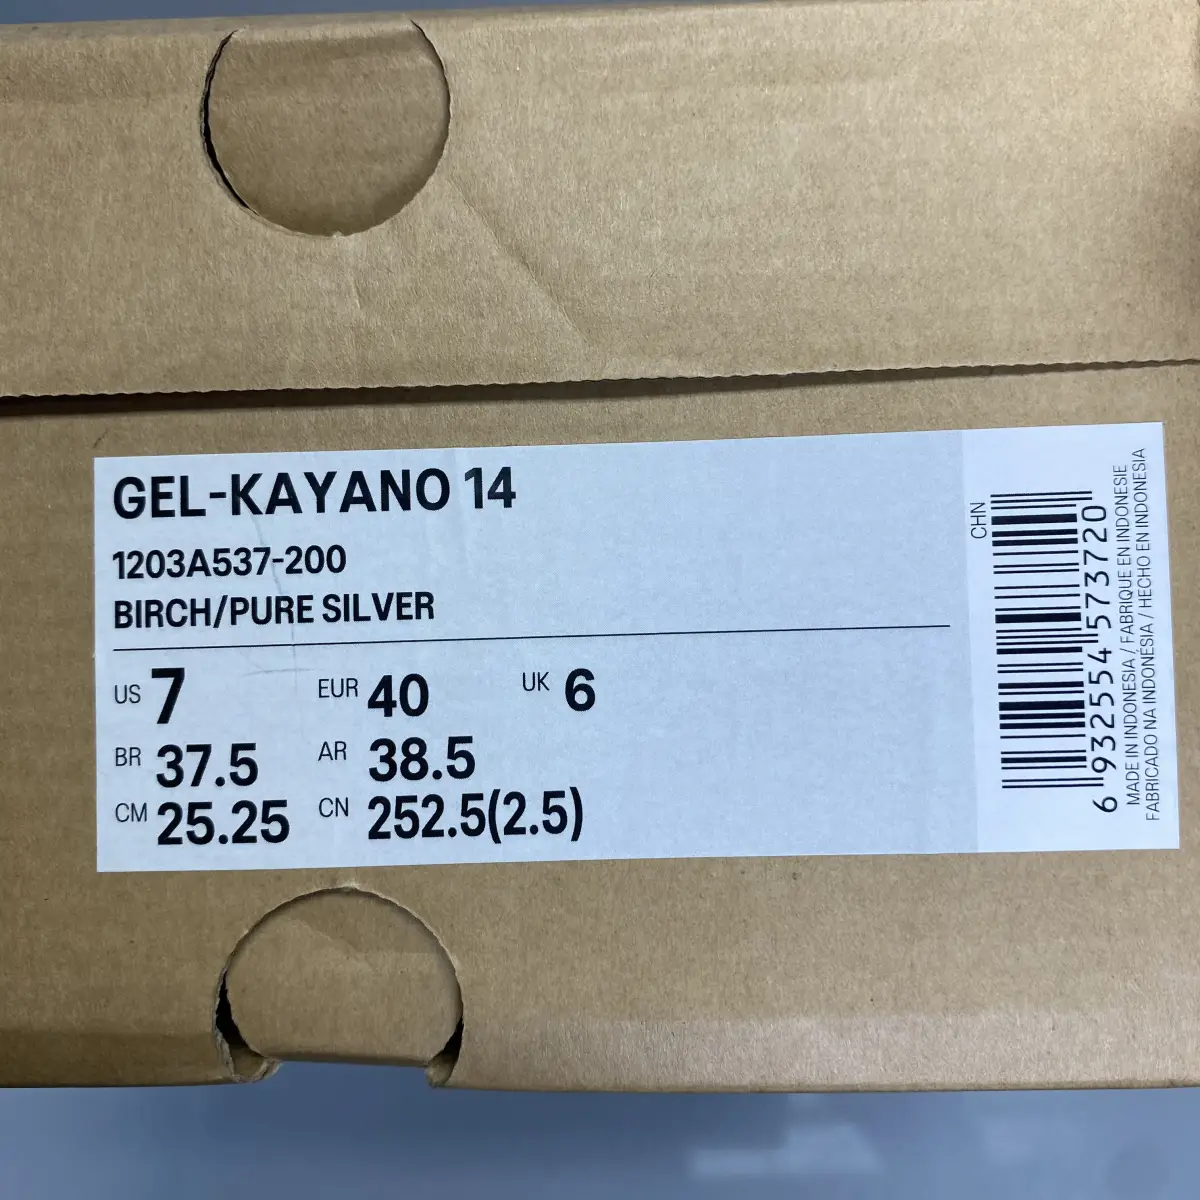 GEL-KAYANO 14
1203A537-200
BIRCH/PURE SILVER
US 7 EUR 40 UK 6
BR 37.5 AR 38.5
CM 25.25 CN 252.5(2.5)
CHN
6 932554 573720
MADE IN INDONESIA / FABRIQUE EN INDONESIE
FABRICADO NA INDONÉSIA / HECHO EN INDONESIA